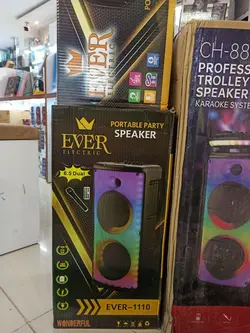 EVER
CH-88
PROFESS
TROLLEY
SPEAKER
KARAOKE SYSTE
EVER
ELECTRIC
PORTABLE PARTY
SPEAKER
6.5 Dual
EVER-1110
WONDERFUL